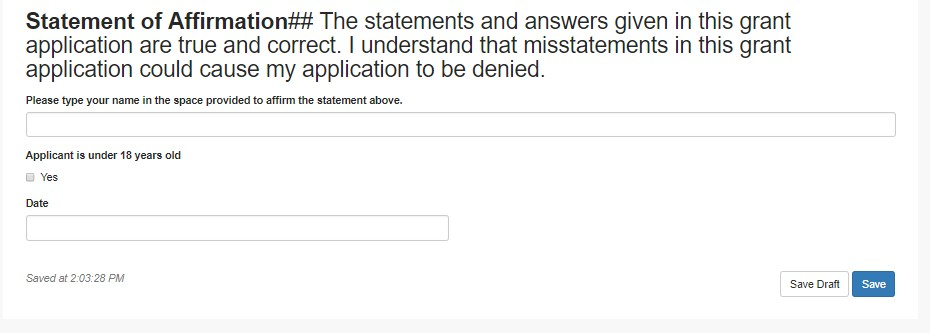 Statement of Affirmation## The statements and answers given in this grant
application are true and correct. I understand that misstatements in this grant
application could cause my application to be denied.
Please type your name in the space provided to affirm the statement above.
Applicant is under 18 years old
Yes
Date
Saved at 2:03:28 PM
Save Draft
Save